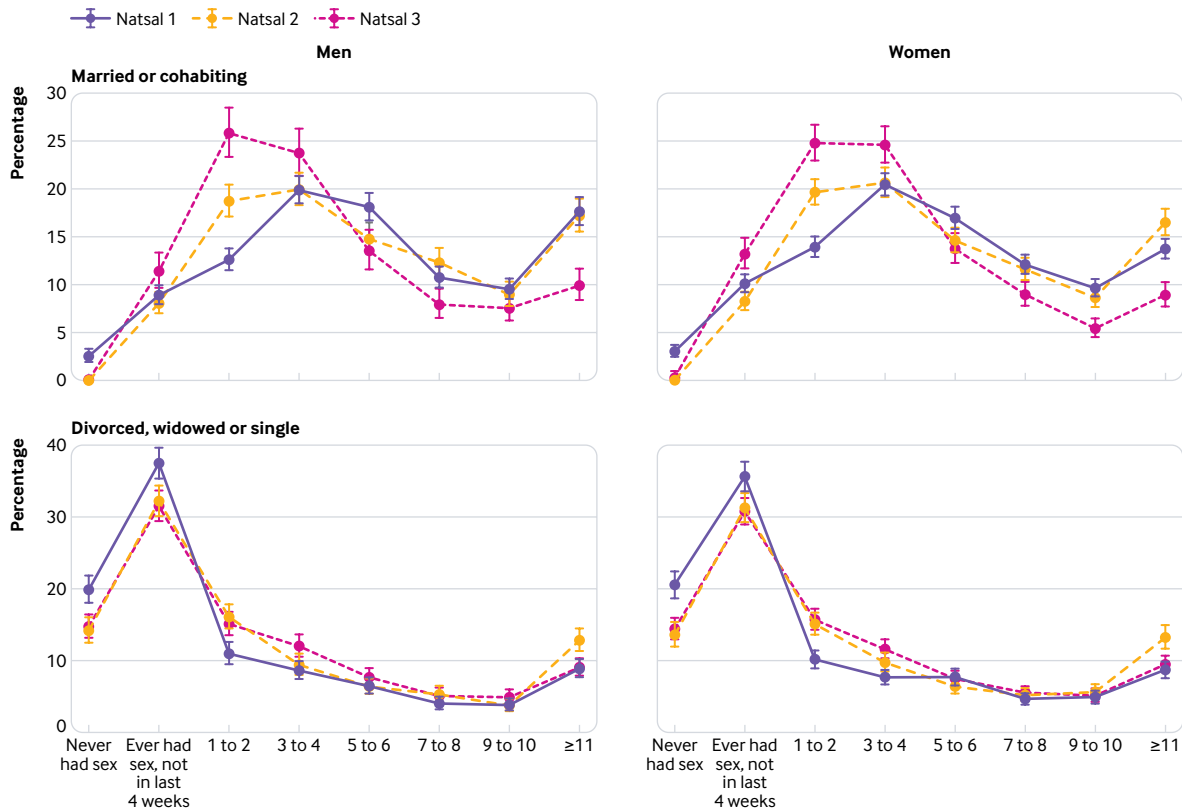 Natsal 1 Natsal 2 Natsal 3
Men
Women
Married or cohabiting
Percentage
30
25
20
15
10
5
0
Divorced, widowed or single
Percentage
40
30
20
10
0
Never
had sex
Ever had
sex, not
in last
4 weeks
1 to 2
3 to 4
5 to 6
7 to 8
9 to 10
≥11
Never
had sex
Ever had
sex, not
in last
4 weeks
1 to 2
3 to 4
5 to 6
7 to 8
9 to 10
≥11